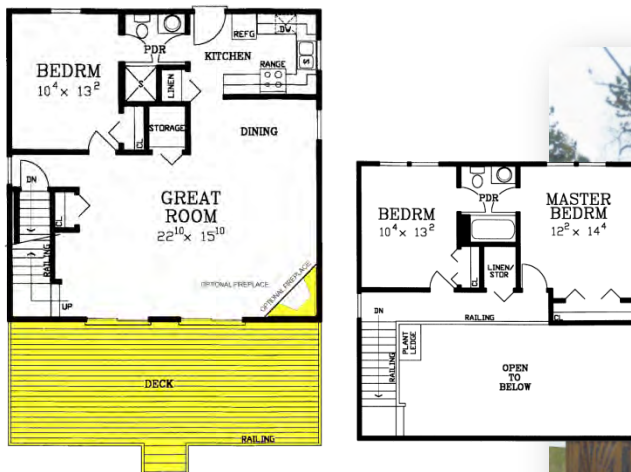 BEDRM
10⁴ x 13²
PDR
S
LINEN
KITCHEN
REFG
DW
S
RANGE
STORAGE
CL
DINING
DN
CL
GREAT
ROOM
22¹⁰ x 15¹⁰
RAILING
UP
OPTIONAL FIREPLACE
OPTIONAL FIREPLACE
DECK
RAILING
BEDRM
10⁴ x 13²
PDR
MASTER
BEDRM
12² x 14⁴
CL
LINEN/
STOR
CL
DN
RAILING
PLANT
LEDGE
RAILING
OPEN
TO
BELOW